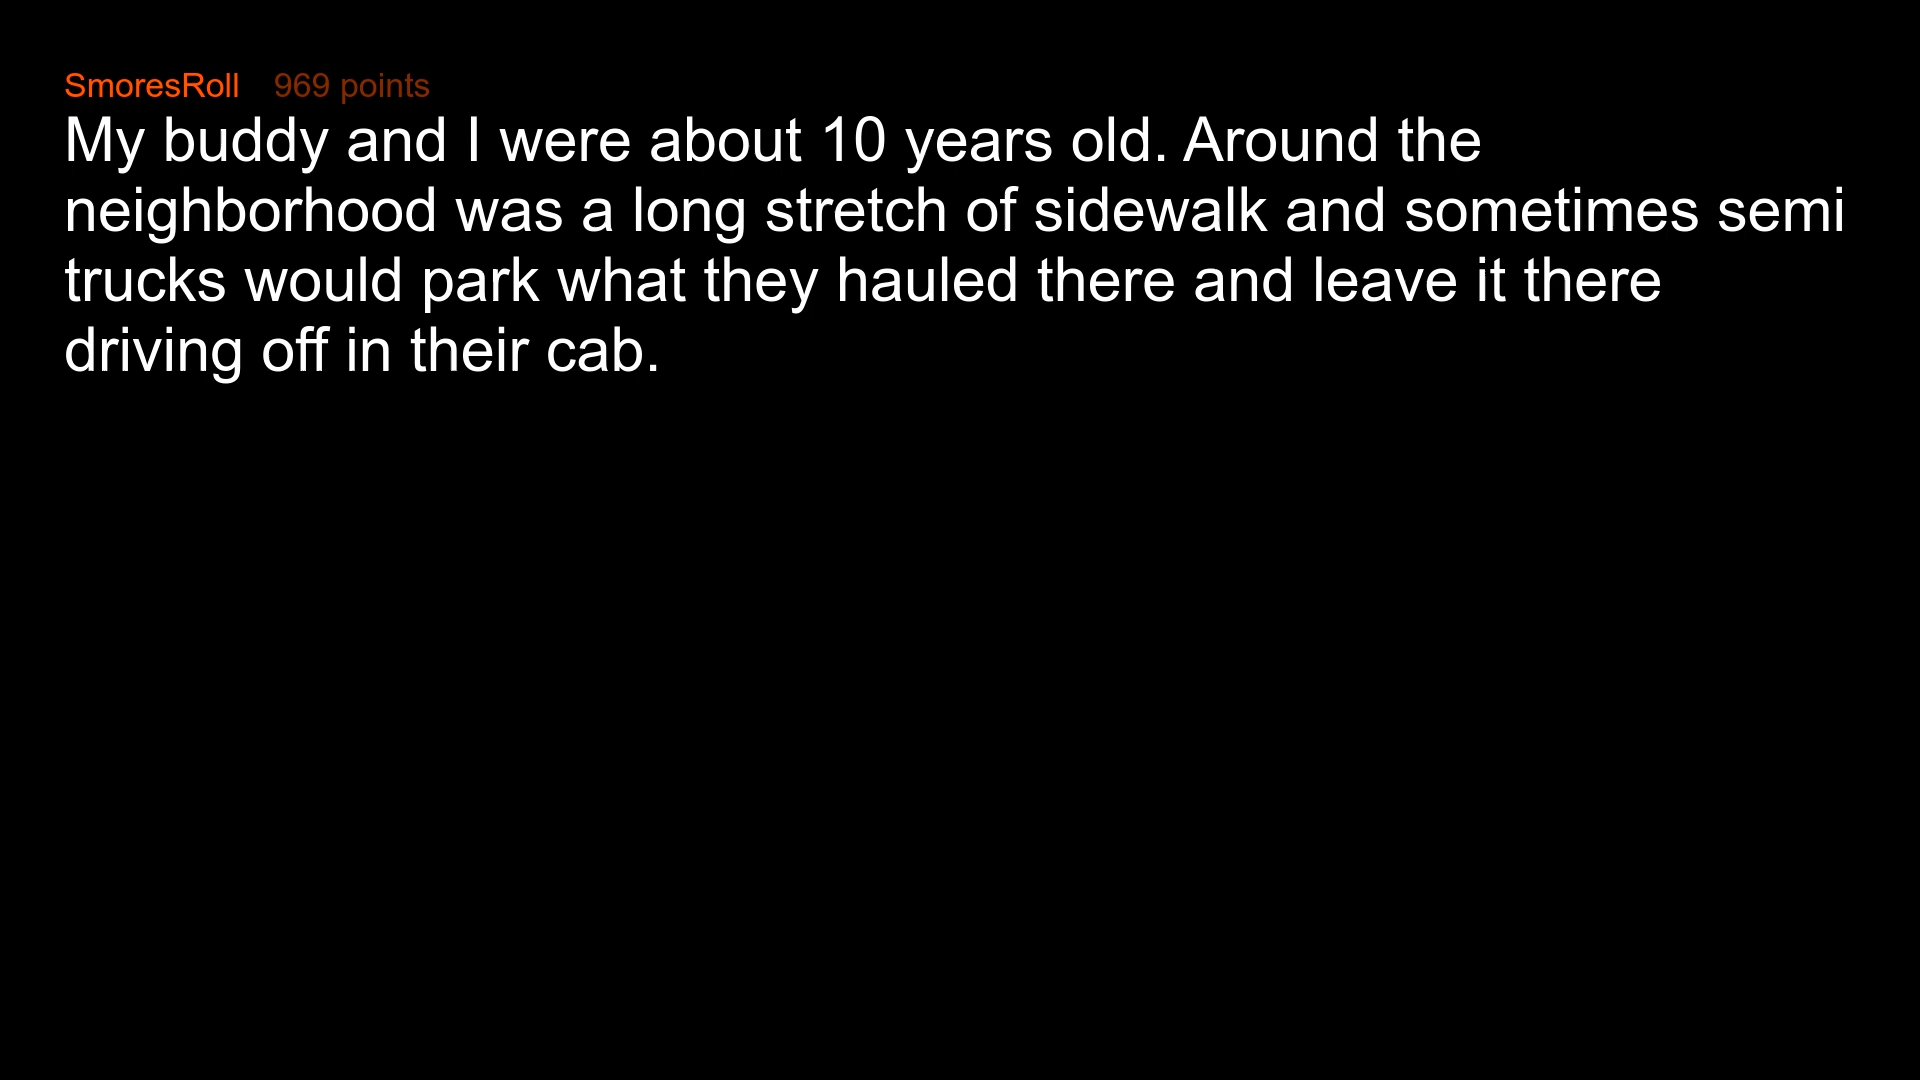 SmoresRoll 969 points
My buddy and I were about 10 years old. Around the
neighborhood was a long stretch of sidewalk and sometimes semi
trucks would park what they hauled there and leave it there
driving off in their cab.